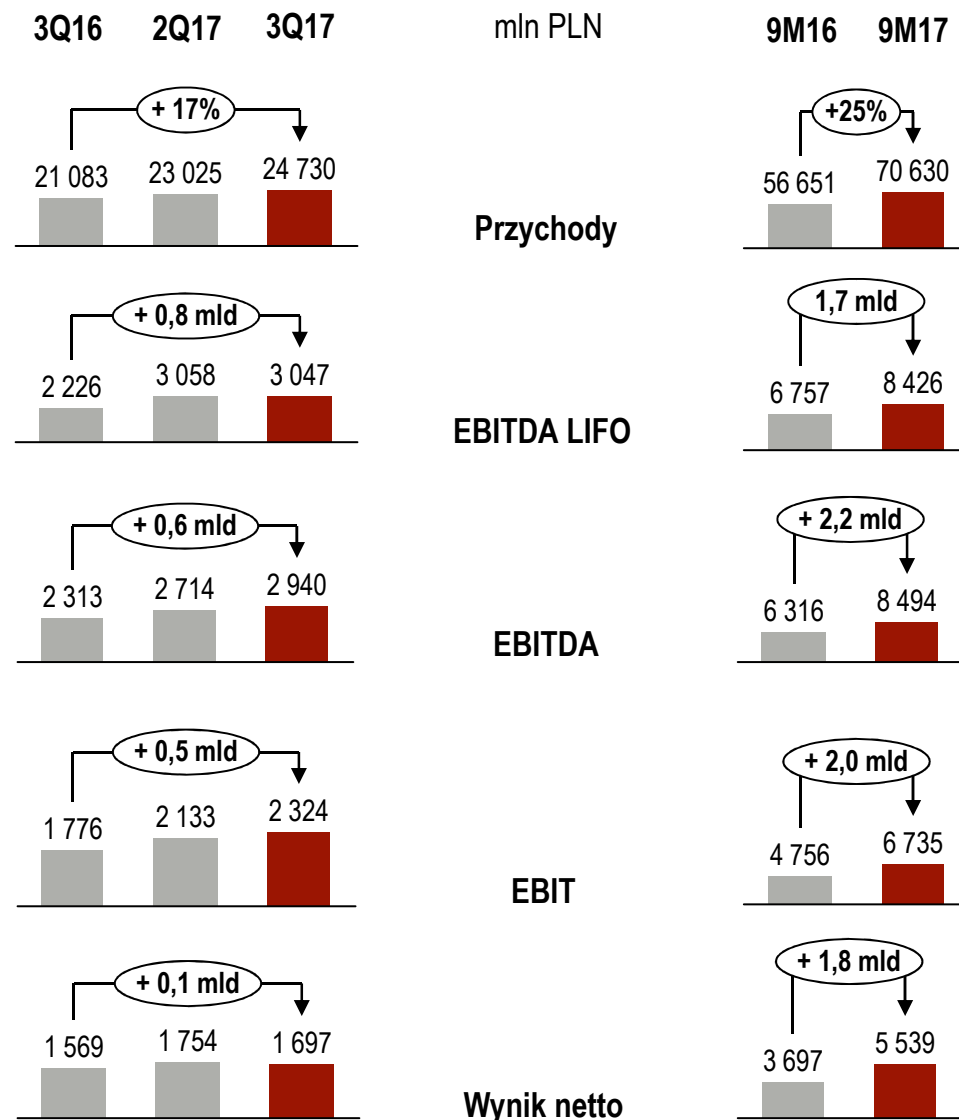 3Q16 2Q17 3Q17 mln PLN 9M16 9M17
+ 17% +25%
21 083 23 025 24 730 56 651 70 630
Przychody
+ 0,8 mld 1,7 mld
2 226 3 058 3 047 6 757 8 426
EBITDA LIFO
+ 0,6 mld + 2,2 mld
2 313 2 714 2 940 6 316 8 494
EBITDA
+ 0,5 mld + 2,0 mld
1 776 2 133 2 324 4 756 6 735
EBIT
+ 0,1 mld + 1,8 mld
1 569 1 754 1 697 3 697 5 539
Wynik netto